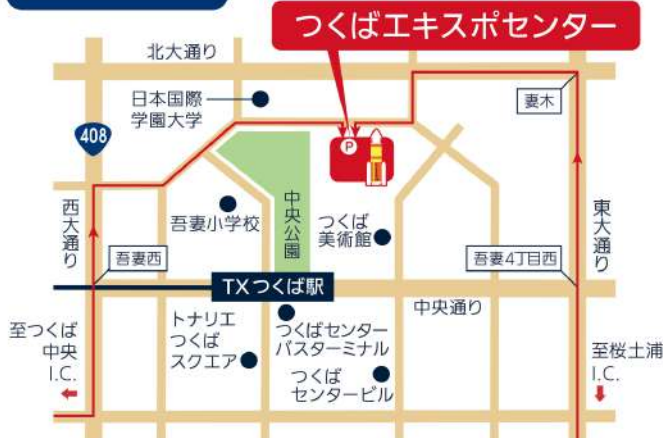 つくばエキスポセンター
北大通り
日本国際
学園大学
妻木
408
P
西大通り
吾妻小学校
中央公園
つくば
美術館
東大通り
吾妻西
吾妻4丁目西
TXつくば駅
中央通り
トナリエ
つくば
スクエア
つくばセンター
バスターミナル
つくば
センタービル
至つくば
中央
I.C.
至桜土浦
I.C.